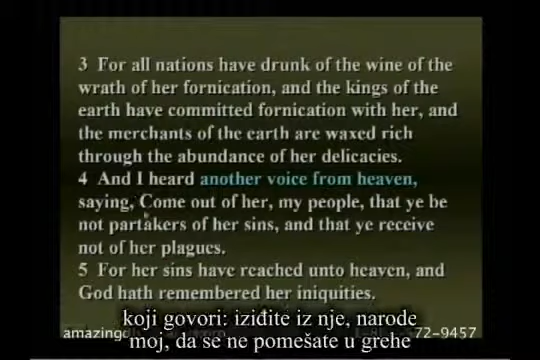 3 For all nations have drunk of the wine of the
wrath of her fornication, and the kings of the
earth have committed fornication with her, and
the merchants of the earth are waxed rich
through the abundance of her delicacies.
4 And I heard another voice from heaven,
saying, Come out of her, my people, that ye be
not partakers of her sins, and that ye receive
not of her plagues.
5 For her sins have reached unto heaven, and
God hath remembered her iniquities.
koji govori: iziđite iz nje, narode
amazing 572-9457
moj, da se ne pomešate u grehe